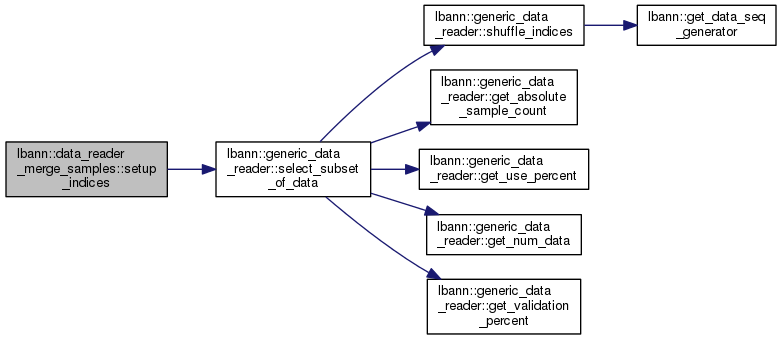 lbann::data_reader
_merge_samples::setup
_indices
lbann::generic_data
_reader::select_subset
_of_data
lbann::generic_data
_reader::shuffle_indices
lbann::get_data_seq
_generator
lbann::generic_data
_reader::get_absolute
_sample_count
lbann::generic_data
_reader::get_use_percent
lbann::generic_data
_reader::get_num_data
lbann::generic_data
_reader::get_validation
_percent